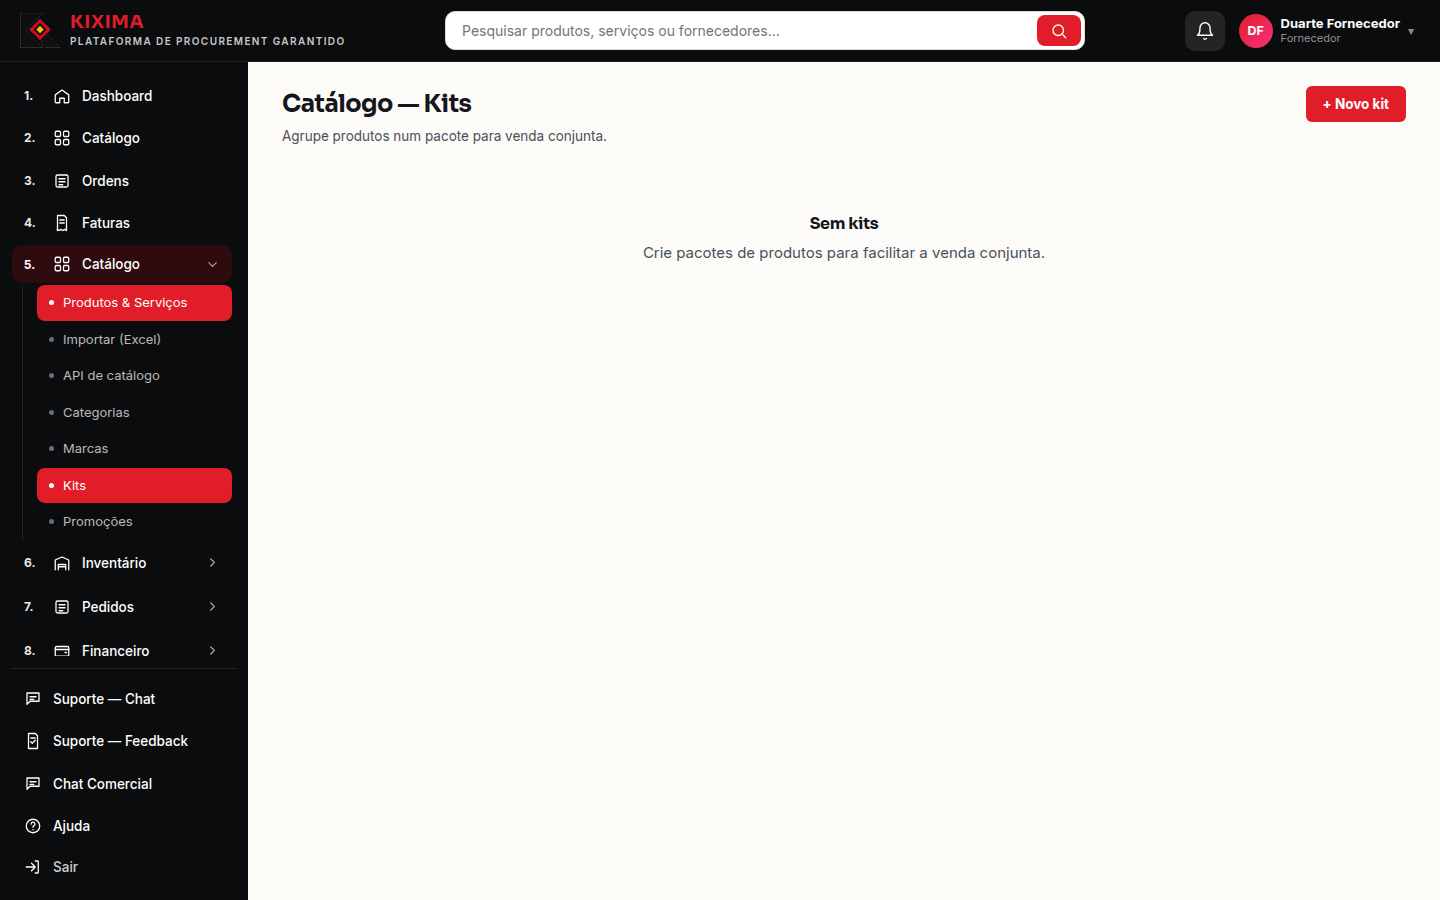 KIXIMA
PLATAFORMA DE PROCUREMENT GARANTIDO
Pesquisar produtos, serviços ou fornecedores...
DF
Duarte Fornecedor
Fornecedor
1. Dashboard
2. Catálogo
3. Ordens
4. Faturas
5. Catálogo
Produtos & Serviços
Importar (Excel)
API de catálogo
Categorias
Marcas
Kits
Promoções
6. Inventário
7. Pedidos
8. Financeiro
Suporte — Chat
Suporte — Feedback
Chat Comercial
Ajuda
Sair
Catálogo — Kits
Agrupe produtos num pacote para venda conjunta.
+ Novo kit
Sem kits
Crie pacotes de produtos para facilitar a venda conjunta.